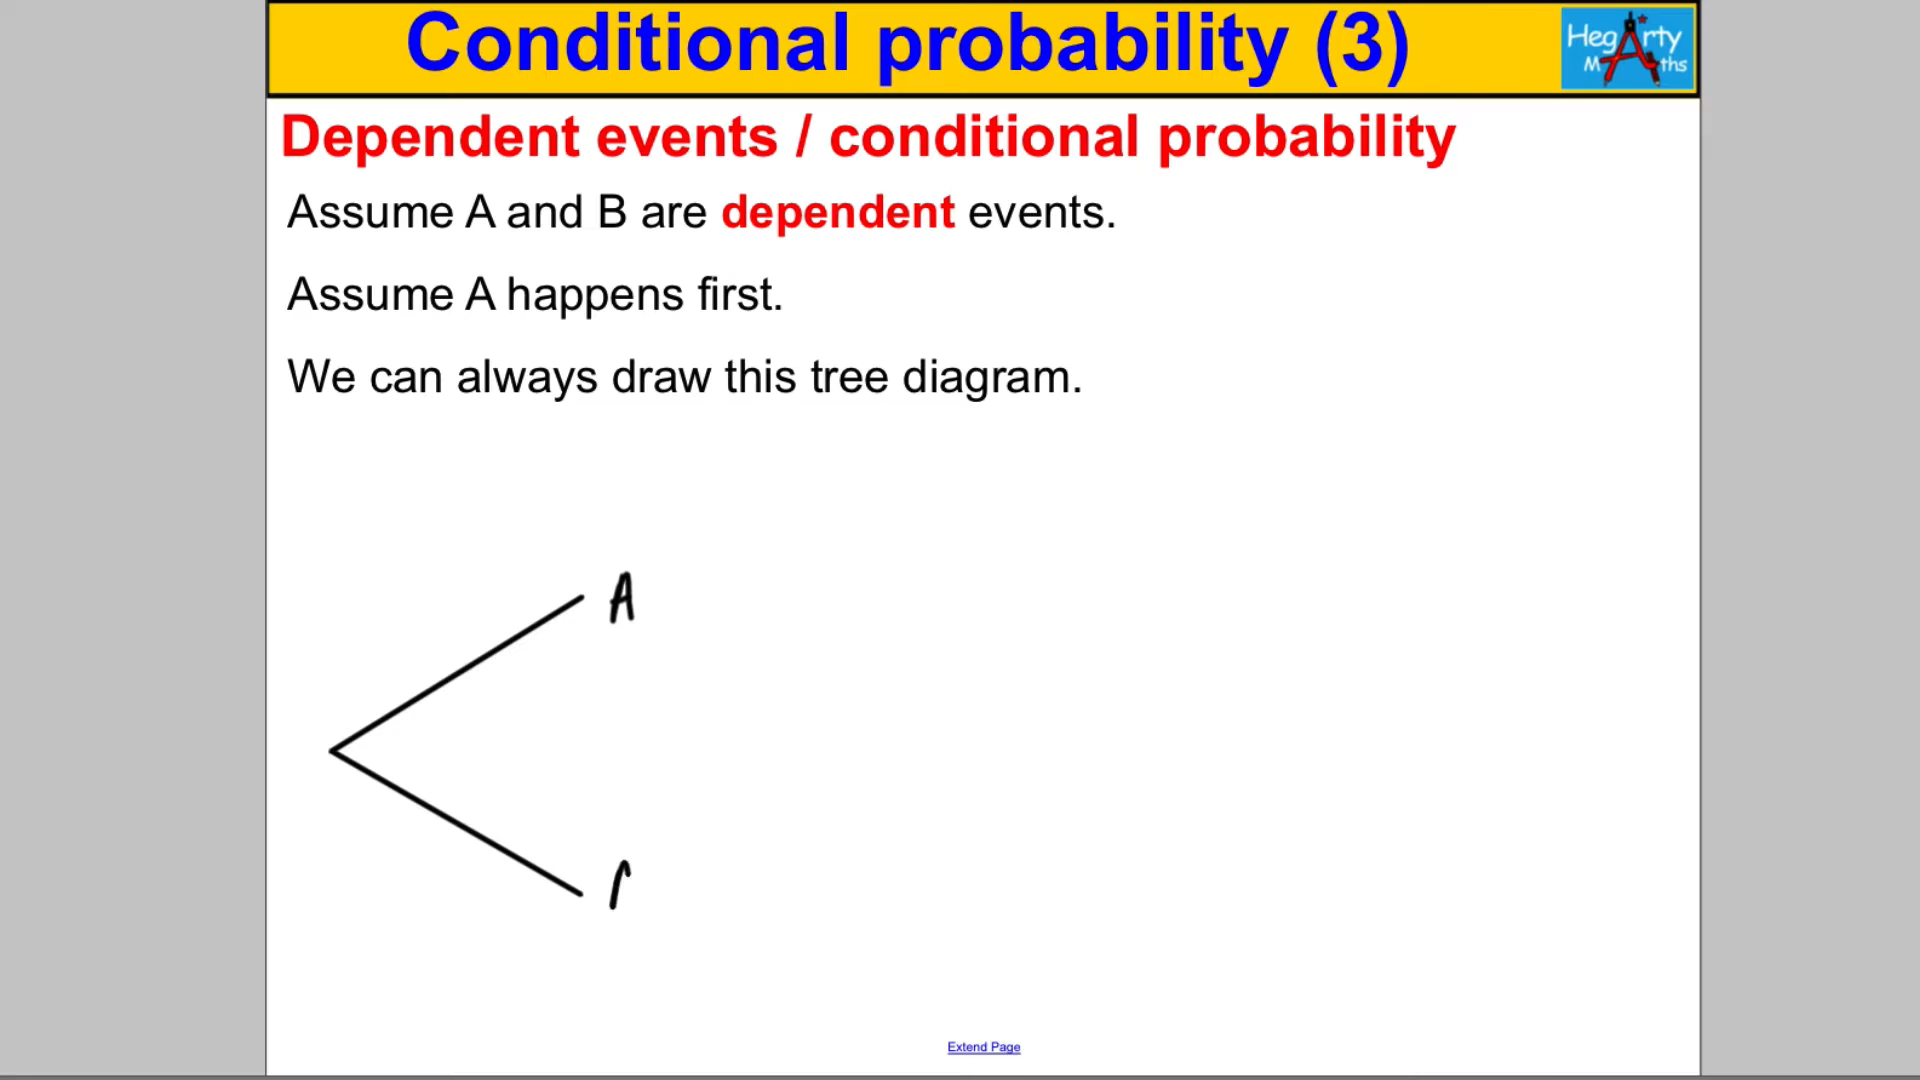 Conditional probability (3)
HegArty
Maths
Dependent events / conditional probability
Assume A and B are dependent events.
Assume A happens first.
We can always draw this tree diagram.
A
Extend Page